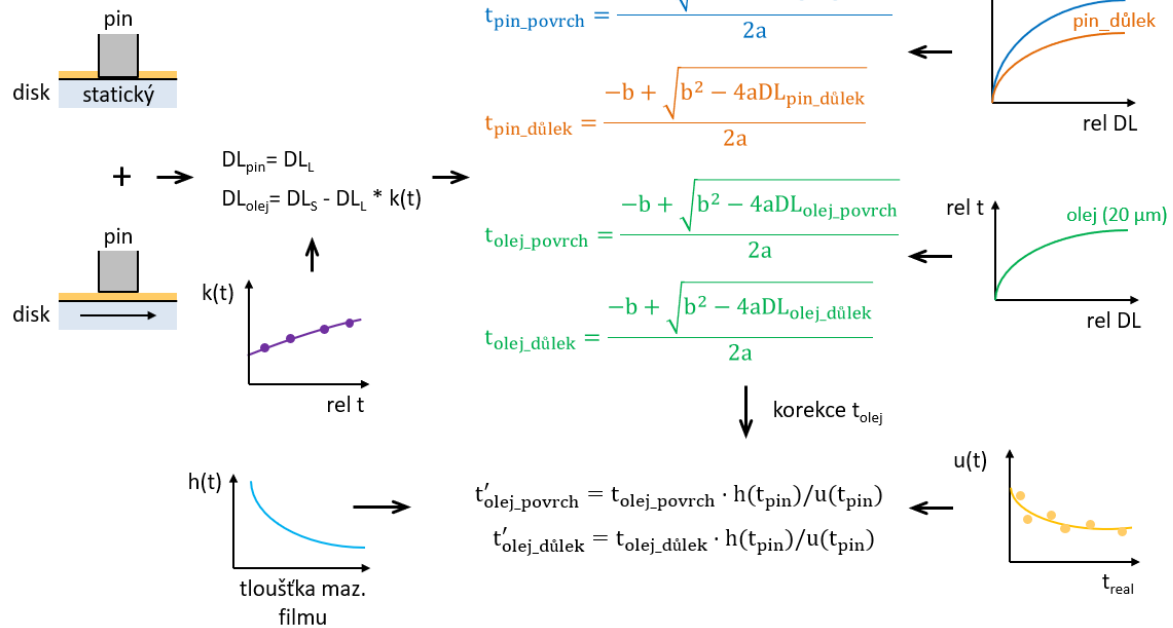 pin
disk
statický
+
pin
disk
DL_pin= DL_L
DL_olej= DL_S - DL_L * k(t)
k(t)
rel t
t_pin_povrch = 
2a
t_pin_důlek = (-b + √(b² − 4aDL_pin_důlek)) / 2a
t_olej_povrch = (-b + √(b² − 4aDL_olej_povrch)) / 2a
t_olej_důlek = (-b + √(b² − 4aDL_olej_důlek)) / 2a
pin_důlek
rel DL
rel t
olej (20 µm)
rel DL
korekce t_olej
h(t)
tloušťka maz.
filmu
t′_olej_povrch = t_olej_povrch · h(t_pin)/u(t_pin)
t′_olej_důlek = t_olej_důlek · h(t_pin)/u(t_pin)
u(t)
t_real